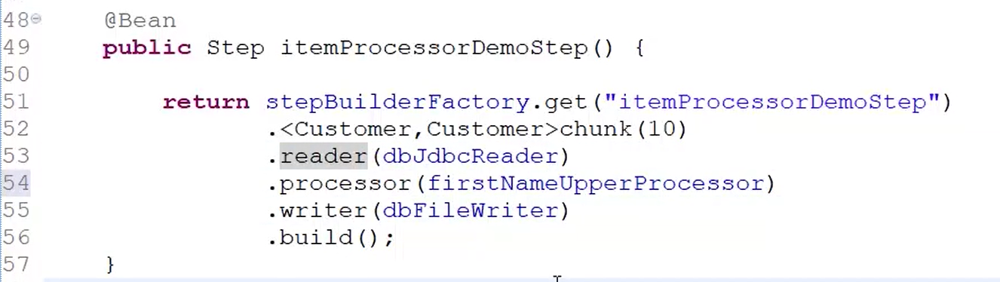 48 @Bean
49 public Step itemProcessorDemoStep() {
50
51 return stepBuilderFactory.get("itemProcessorDemoStep")
52 .<Customer,Customer>chunk(10)
53 .reader(dbJdbcReader)
54 .processor(firstNameUpperProcessor)
55 .writer(dbFileWriter)
56 .build();
57 }